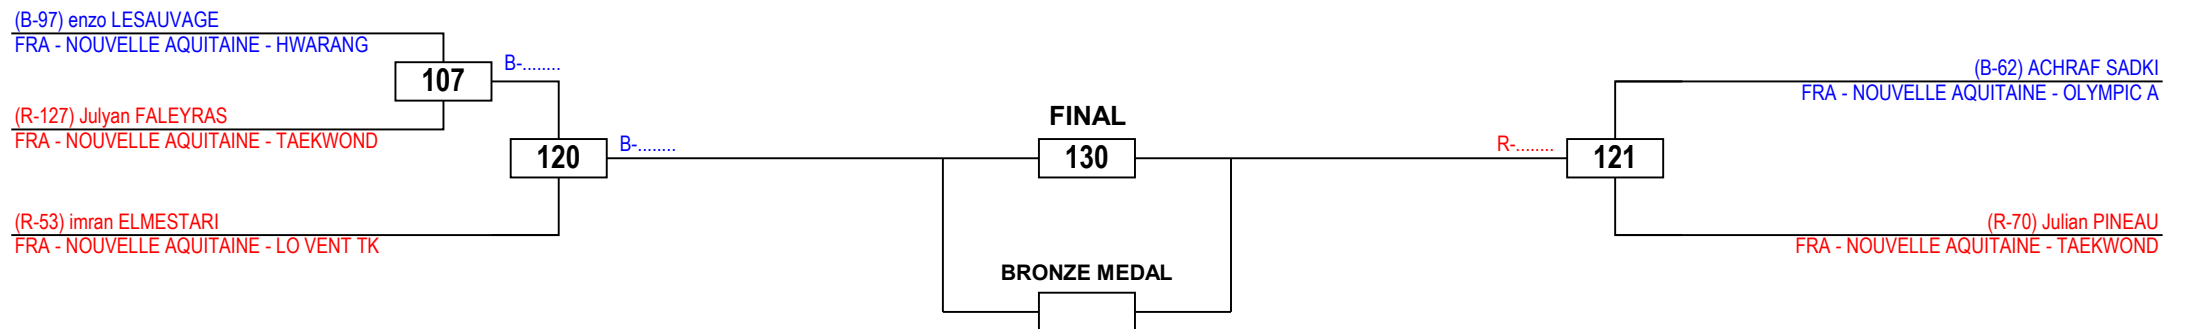 (B-97) enzo LESAUVAGE
FRA - NOUVELLE AQUITAINE - HWARANG
107
B-........
(R-127) Julyan FALEYRAS
FRA - NOUVELLE AQUITAINE - TAEKWOND
120
B-........
(R-53) imran ELMESTARI
FRA - NOUVELLE AQUITAINE - LO VENT TK
FINAL
130
BRONZE MEDAL
(B-62) ACHRAF SADKI
FRA - NOUVELLE AQUITAINE - OLYMPIC A
R-........
121
(R-70) Julian PINEAU
FRA - NOUVELLE AQUITAINE - TAEKWOND